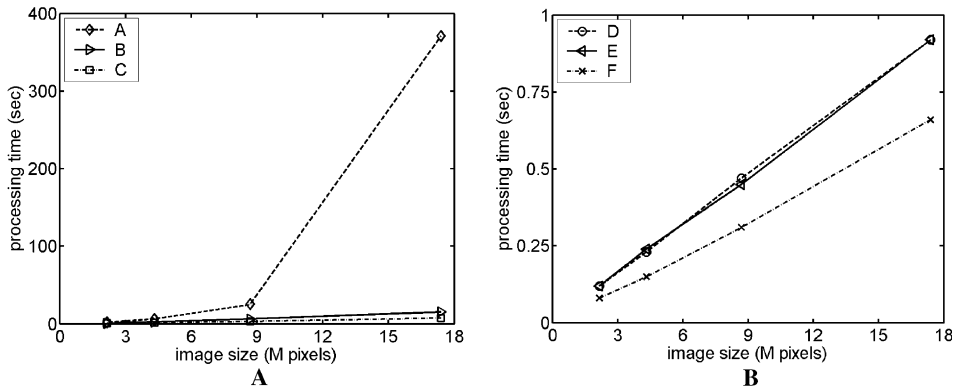 400
300
200
100
0
0 3 6 9 12 15 18
processing time (sec)
image size (M pixels)
A
B
C
A
1
0.75
0.5
0.25
0
0 3 6 9 12 15 18
processing time (sec)
image size (M pixels)
D
E
F
B